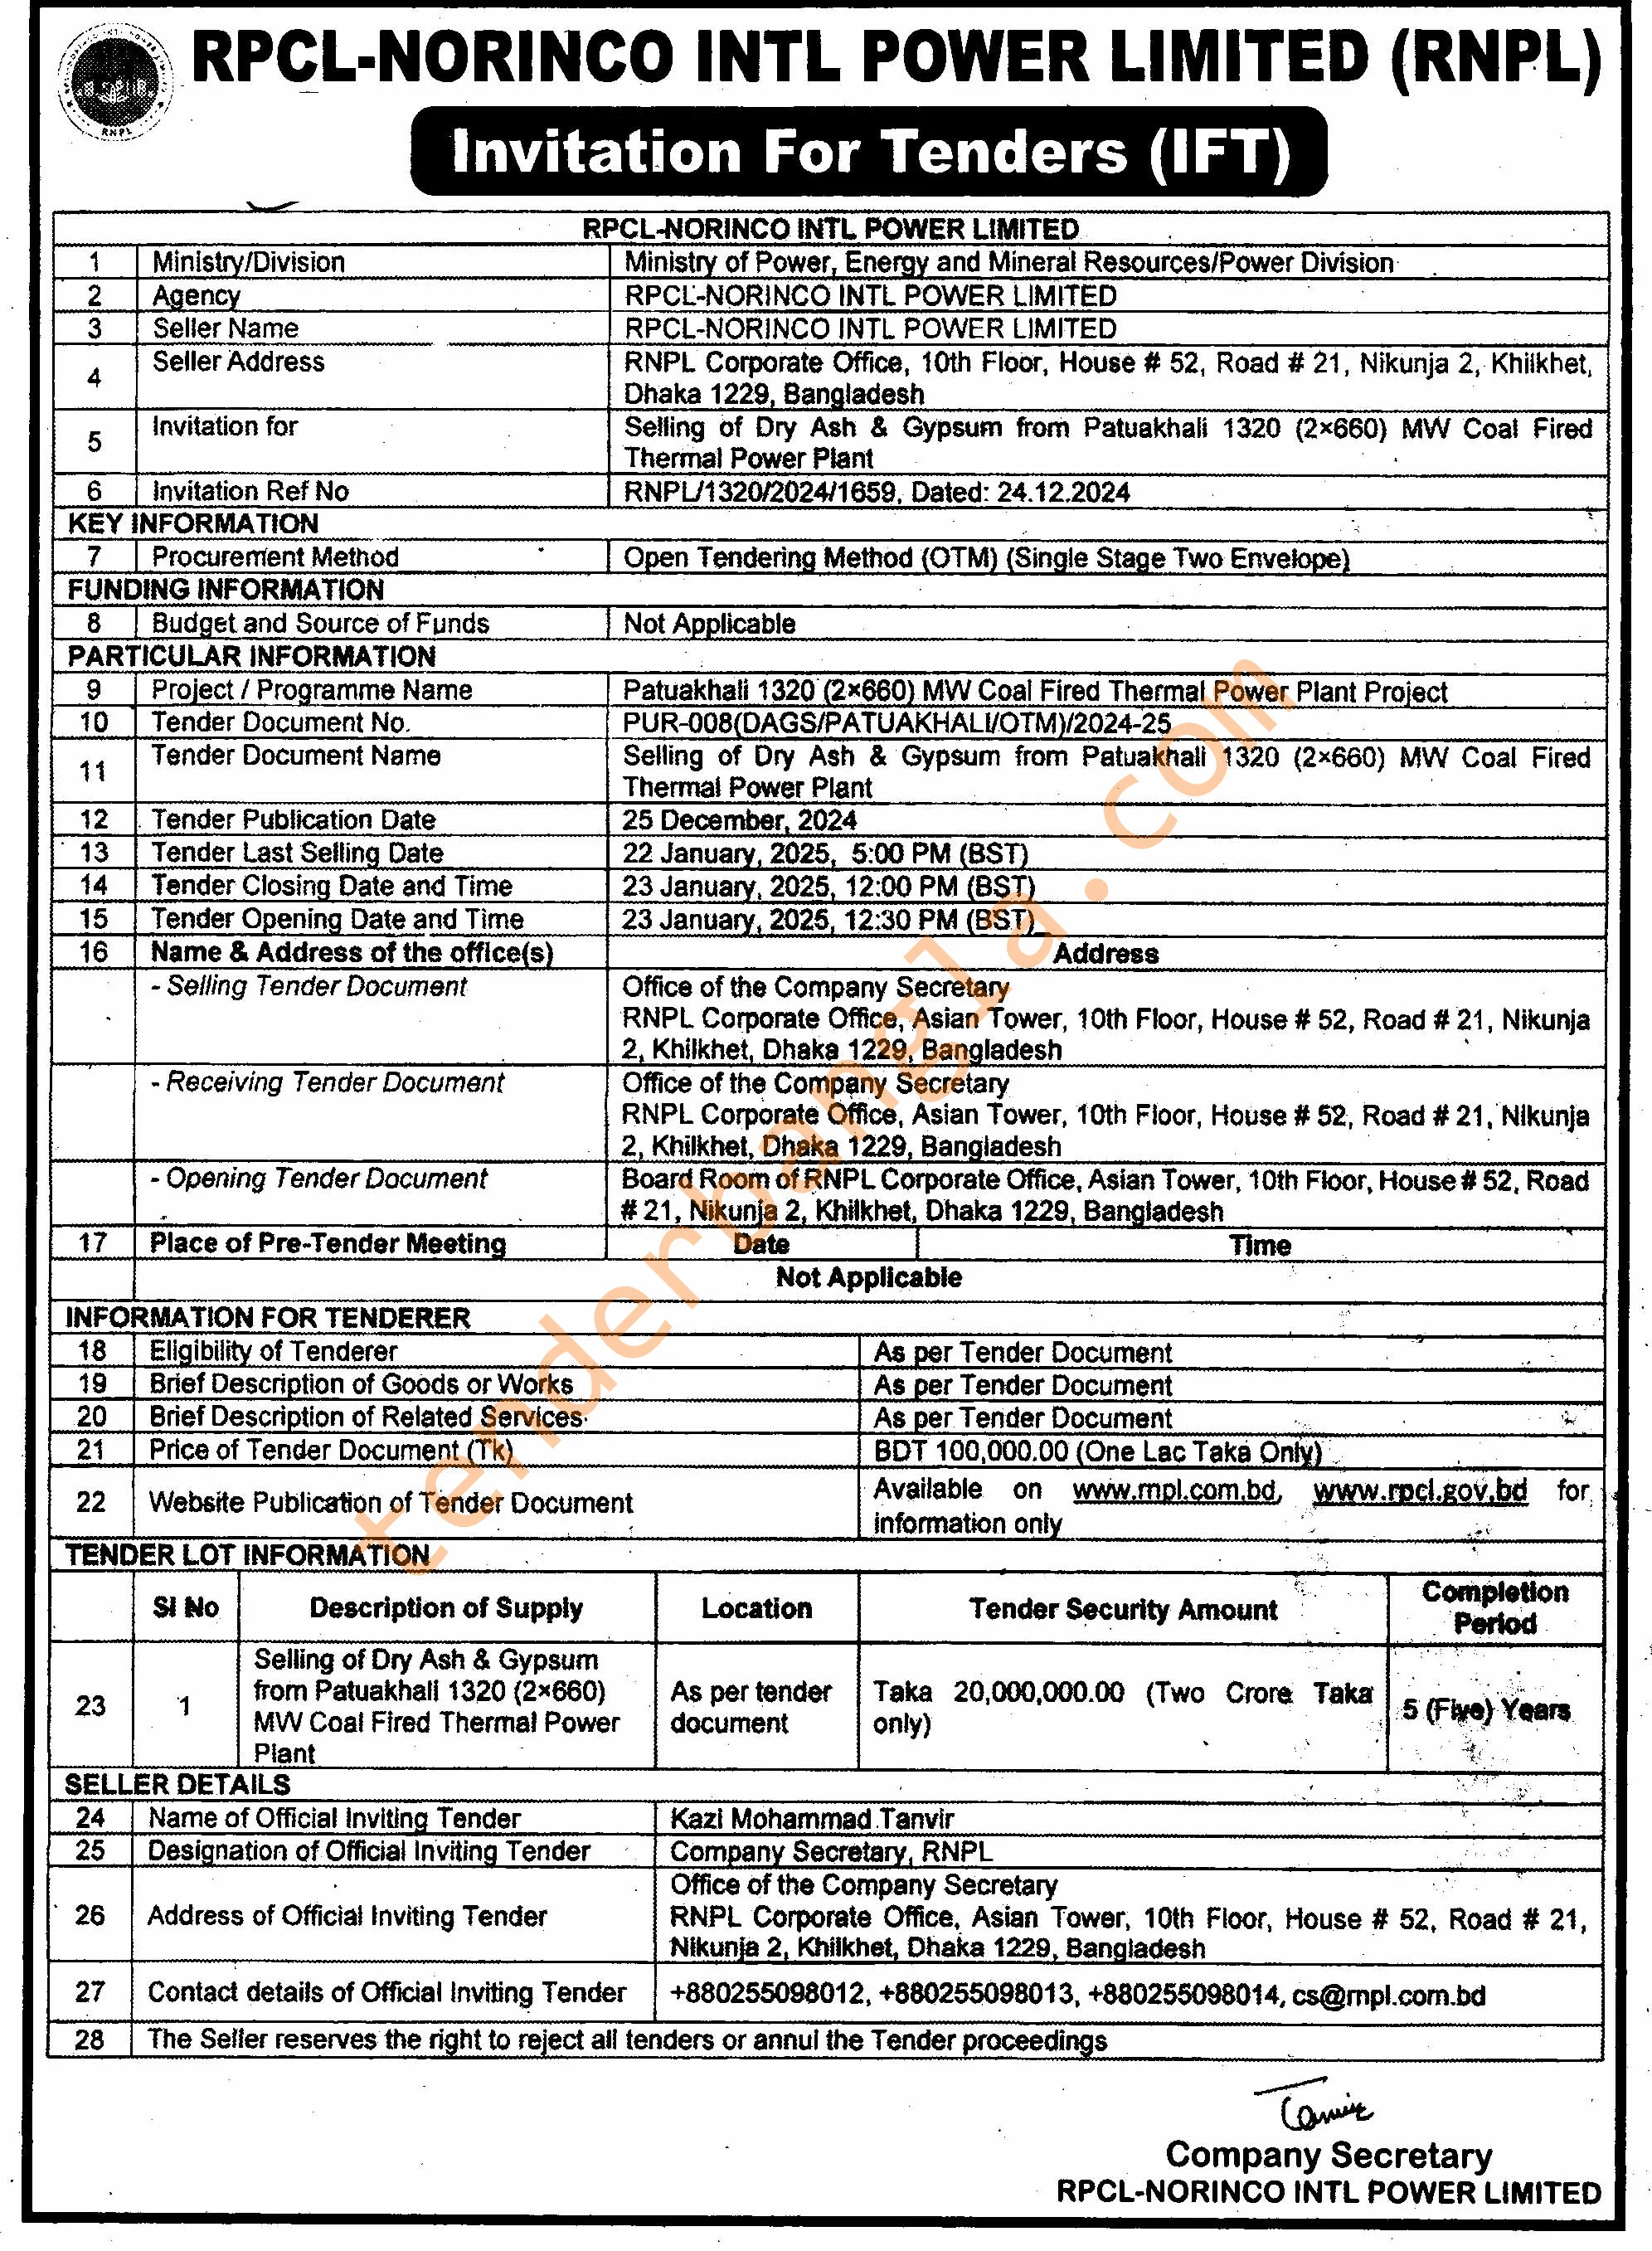 RPCL-NORINCO INTL POWER LIMITED (RNPL)
RNPL
Invitation For Tenders (IFT)
RPCL-NORINCO INTL POWER LIMITED
1 Ministry/Division Ministry of Power, Energy and Mineral Resources/Power Division
2 Agency RPCL-NORINCO INTL POWER LIMITED
3 Seller Name RPCL-NORINCO INTL POWER LIMITED
4 Seller Address RNPL Corporate Office, 10th Floor, House # 52, Road # 21, Nikunja 2, Khilkhet,
Dhaka 1229, Bangladesh
5 Invitation for Selling of Dry Ash & Gypsum from Patuakhali 1320 (2×660) MW Coal Fired
Thermal Power Plant
6 Invitation Ref No RNPL/1320/2024/1659, Dated: 24.12.2024
KEY INFORMATION
7 Procurement Method Open Tendering Method (OTM) (Single Stage Two Envelope)
FUNDING INFORMATION
8 Budget and Source of Funds Not Applicable
PARTICULAR INFORMATION
9 Project / Programme Name Patuakhali 1320 (2×660) MW Coal Fired Thermal Power Plant Project
10 Tender Document No. PUR-008(DAGS/PATUAKHALI/OTM)/2024-25
11 Tender Document Name Selling of Dry Ash & Gypsum from Patuakhali 1320 (2×660) MW Coal Fired
Thermal Power Plant
12 Tender Publication Date 25 December, 2024
13 Tender Last Selling Date 22 January, 2025, 5:00 PM (BST)
14 Tender Closing Date and Time 23 January, 2025, 12:00 PM (BST)
15 Tender Opening Date and Time 23 January, 2025, 12:30 PM (BST)
16 Name & Address of the office(s) Address
- Selling Tender Document Office of the Company Secretary
RNPL Corporate Office, Asian Tower, 10th Floor, House # 52, Road # 21, Nikunja
2, Khilkhet, Dhaka 1229, Bangladesh
- Receiving Tender Document Office of the Company Secretary
RNPL Corporate Office, Asian Tower, 10th Floor, House # 52, Road # 21, Nikunja
2, Khilkhet, Dhaka 1229, Bangladesh
- Opening Tender Document Board Room of RNPL Corporate Office, Asian Tower, 10th Floor, House # 52, Road
# 21, Nikunja 2, Khilkhet, Dhaka 1229, Bangladesh
17 Place of Pre-Tender Meeting Date Time
Not Applicable
INFORMATION FOR TENDERER
18 Eligibility of Tenderer As per Tender Document
19 Brief Description of Goods or Works As per Tender Document
20 Brief Description of Related Services As per Tender Document
21 Price of Tender Document (Tk) BDT 100,000.00 (One Lac Taka Only)
22 Website Publication of Tender Document Available on www.rnpl.com.bd, www.rpcl.gov.bd for
information only
TENDER LOT INFORMATION
Sl No Description of Supply Location Tender Security Amount Completion
Period
23 1 Selling of Dry Ash & Gypsum
from Patuakhali 1320 (2×660)
MW Coal Fired Thermal Power
Plant As per tender
document Taka 20,000,000.00 (Two Crore Taka
only) 5 (Five) Years
SELLER DETAILS
24 Name of Official Inviting Tender Kazi Mohammad Tanvir
25 Designation of Official Inviting Tender Company Secretary, RNPL
26 Address of Official Inviting Tender Office of the Company Secretary
RNPL Corporate Office, Asian Tower, 10th Floor, House # 52, Road # 21,
Nikunja 2, Khilkhet, Dhaka 1229, Bangladesh
27 Contact details of Official Inviting Tender +880255098012, +880255098013, +880255098014, cs@rnpl.com.bd
28 The Seller reserves the right to reject all tenders or annul the Tender proceedings
Company Secretary
RPCL-NORINCO INTL POWER LIMITED
tenderbangla.com